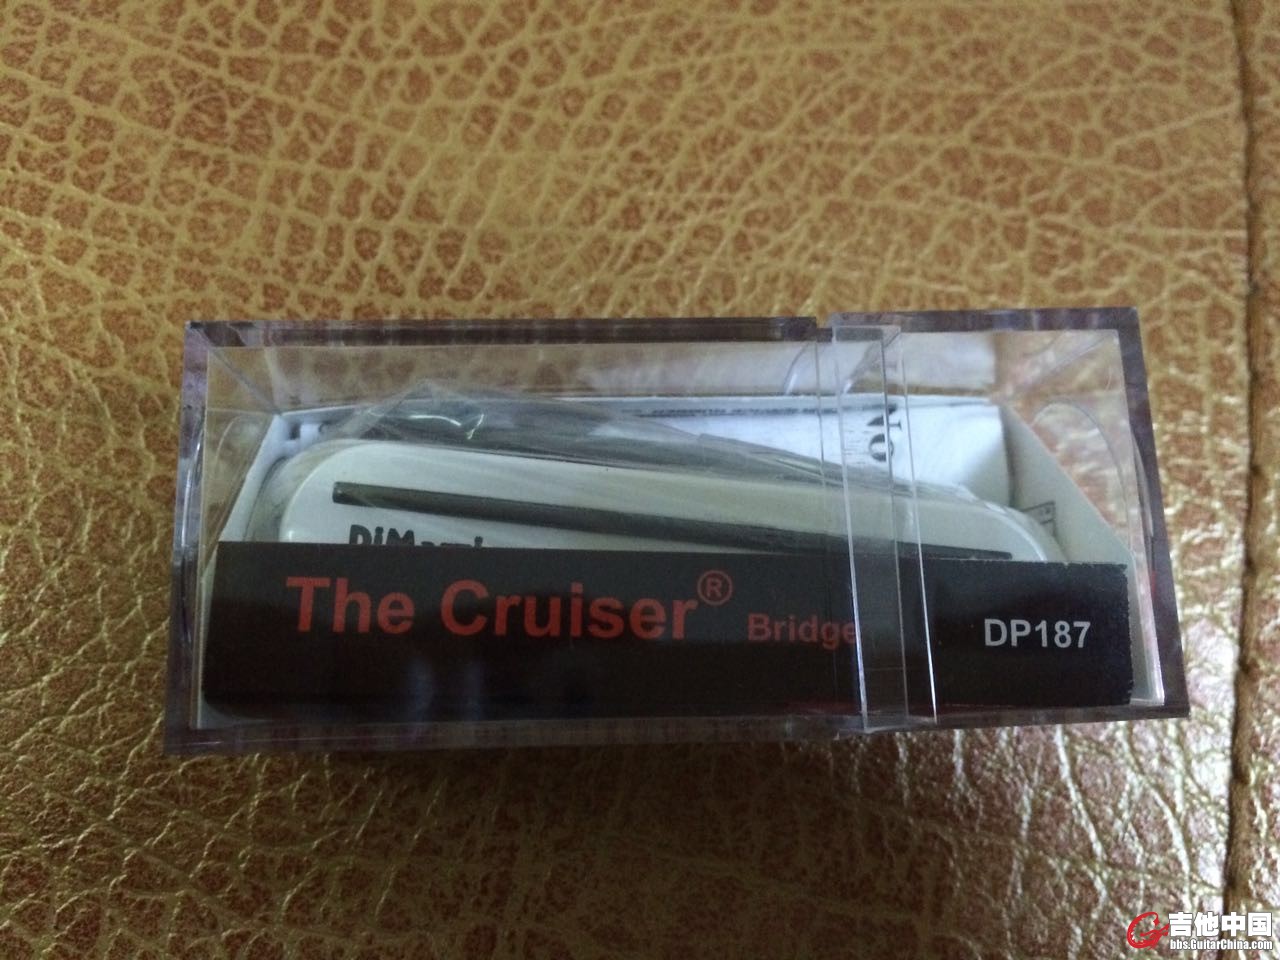 The Cruiser® Bridge DP187
吉他中国
bbs.GuitarChina.com